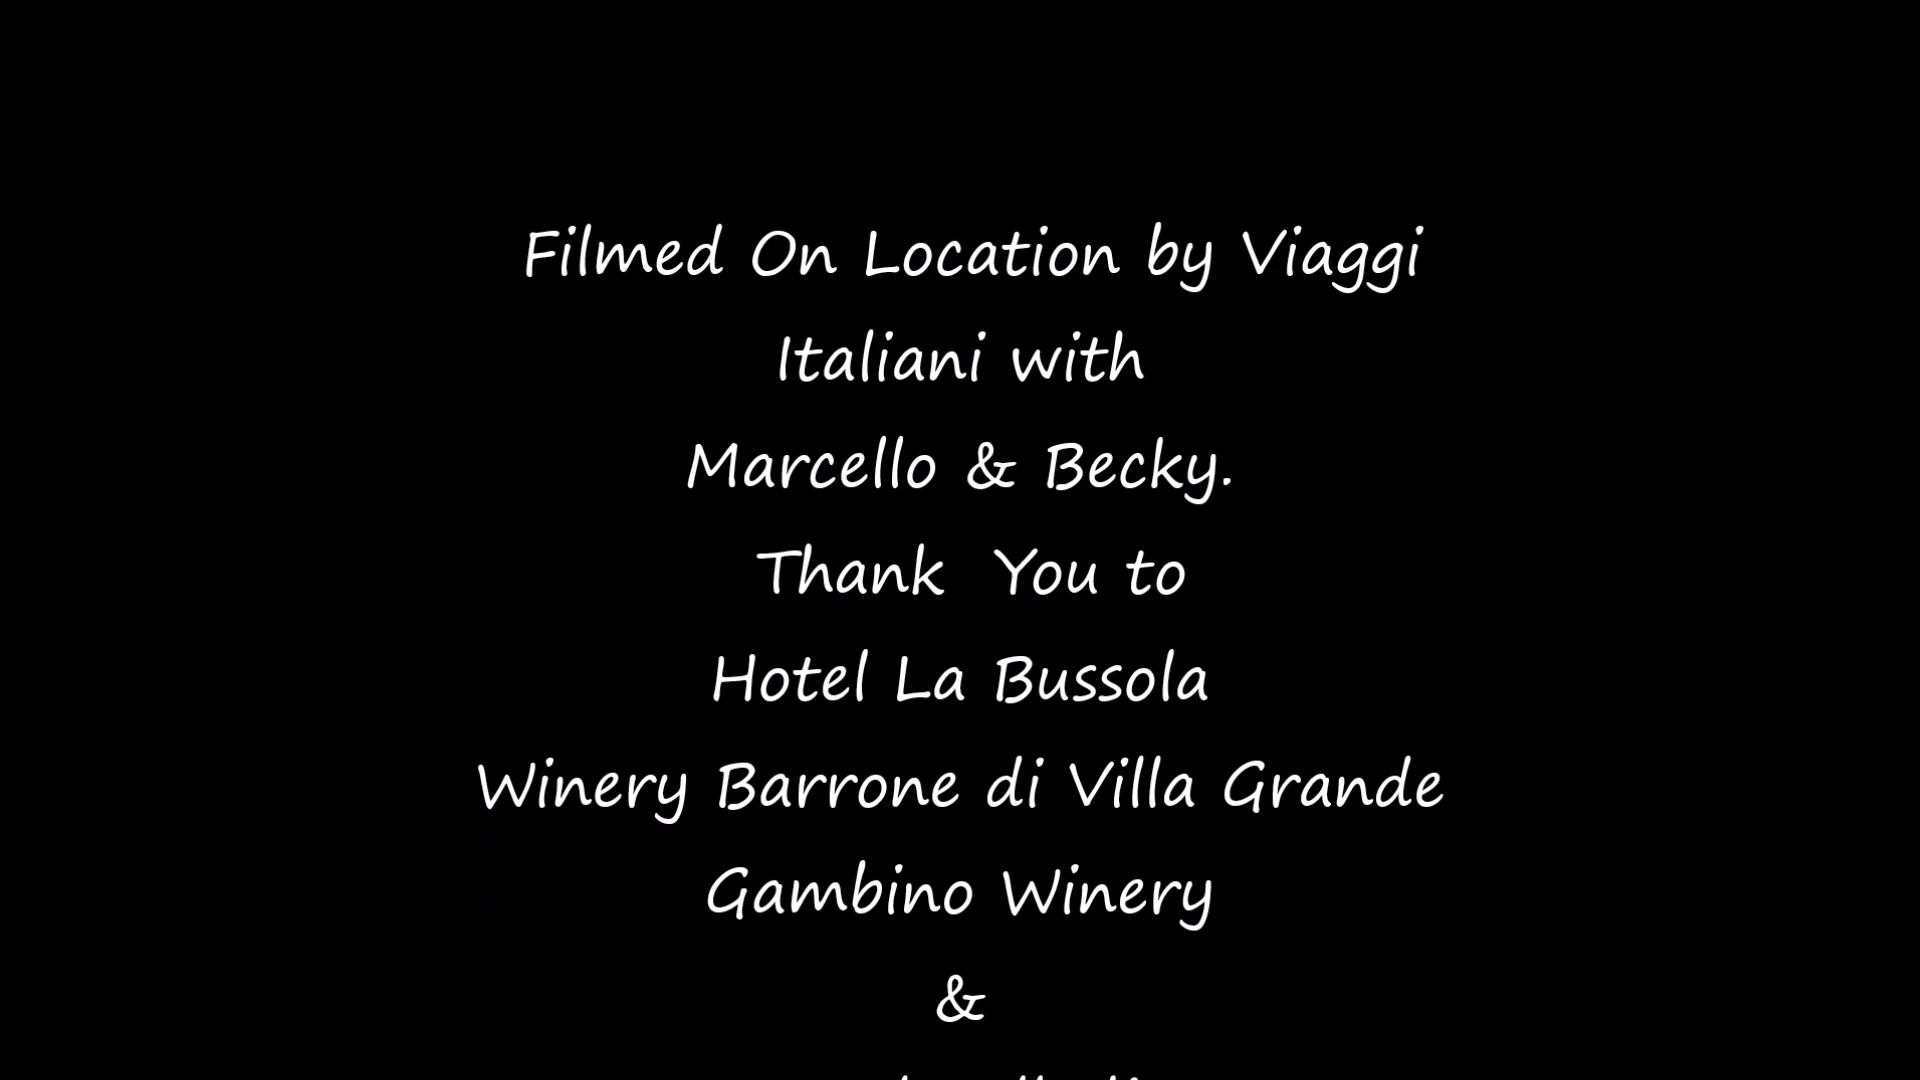 Filmed On Location by Viaggi
Italiani with
Marcello & Becky.
Thank  You to
Hotel La Bussola
Winery Barrone di Villa Grande
Gambino Winery
&